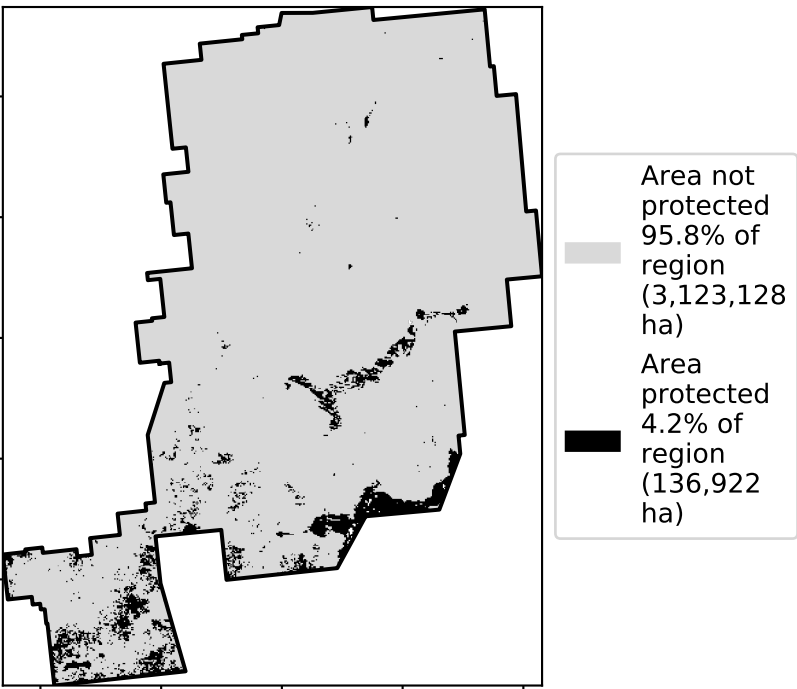 Area not
protected
95.8% of
region
(3,123,128
ha)
Area
protected
4.2% of
region
(136,922
ha)